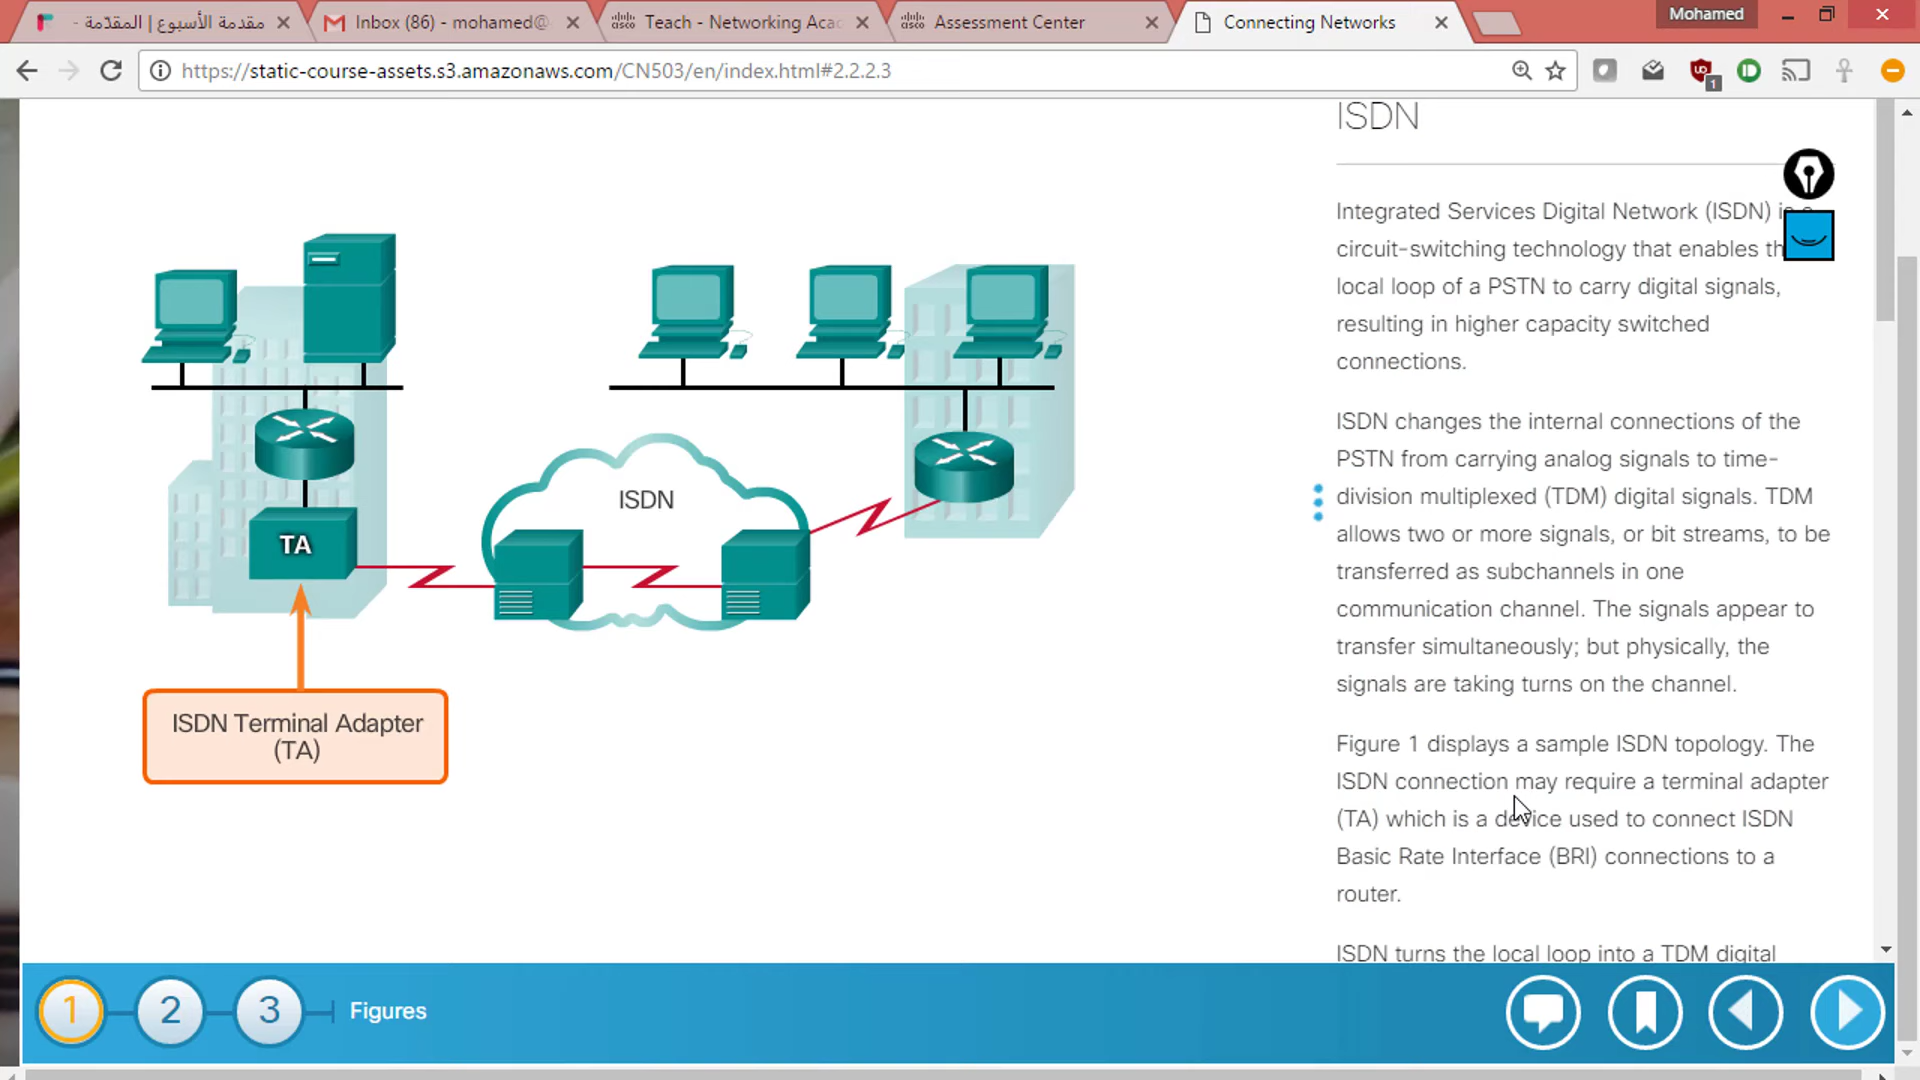 مقدمة الأسبوع | المقدّمة -
Inbox (86) - mohamed@
Teach - Networking Aca
Assessment Center
Connecting Networks
Mohamed
https://static-course-assets.s3.amazonaws.com/CN503/en/index.html#2.2.2.3
1
ISDN
Integrated Services Digital Network (ISDN) is a
circuit-switching technology that enables th
local loop of a PSTN to carry digital signals,
resulting in higher capacity switched
connections.
ISDN changes the internal connections of the
PSTN from carrying analog signals to time-
division multiplexed (TDM) digital signals. TDM
allows two or more signals, or bit streams, to be
transferred as subchannels in one
communication channel. The signals appear to
transfer simultaneously; but physically, the
signals are taking turns on the channel.
Figure 1 displays a sample ISDN topology. The
ISDN connection may require a terminal adapter
(TA) which is a device used to connect ISDN
Basic Rate Interface (BRI) connections to a
router.
ISDN turns the local loop into a TDM digital
ISDN
TA
ISDN Terminal Adapter
(TA)
1
2
3
Figures